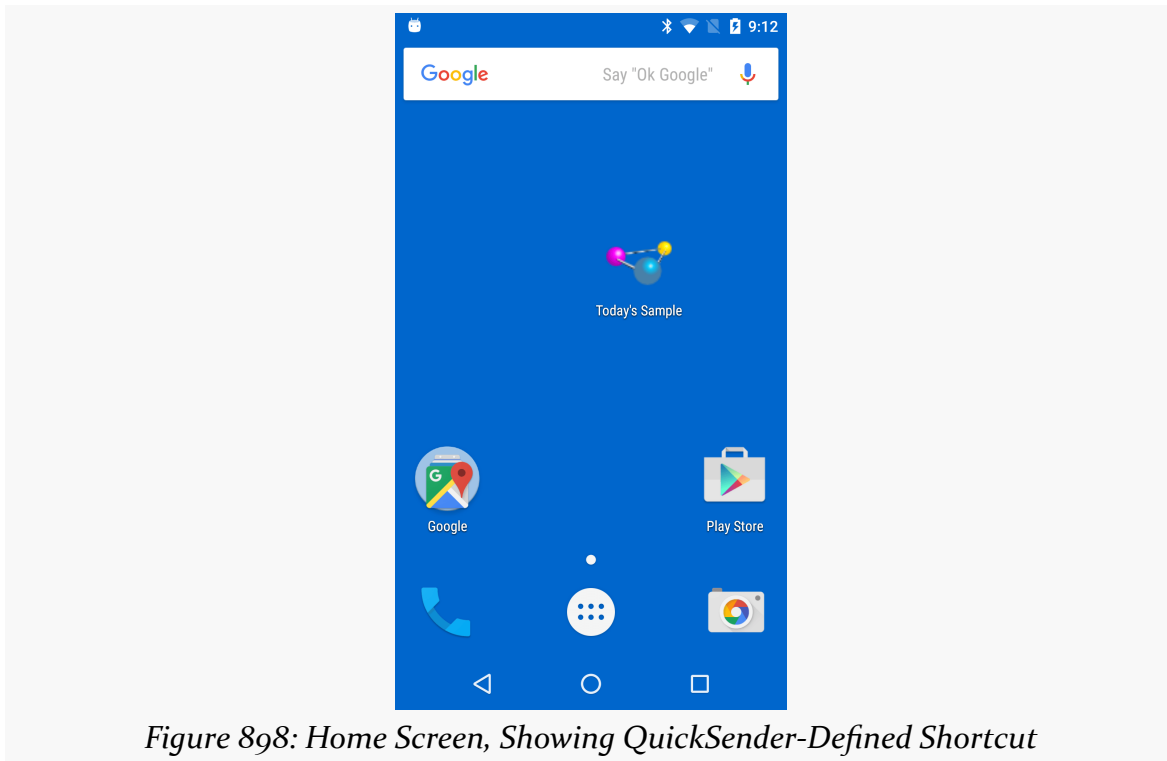 9:12
Google Say "Ok Google"
Today's Sample
G
Google
Play Store
Figure 898: Home Screen, Showing QuickSender-Defined Shortcut